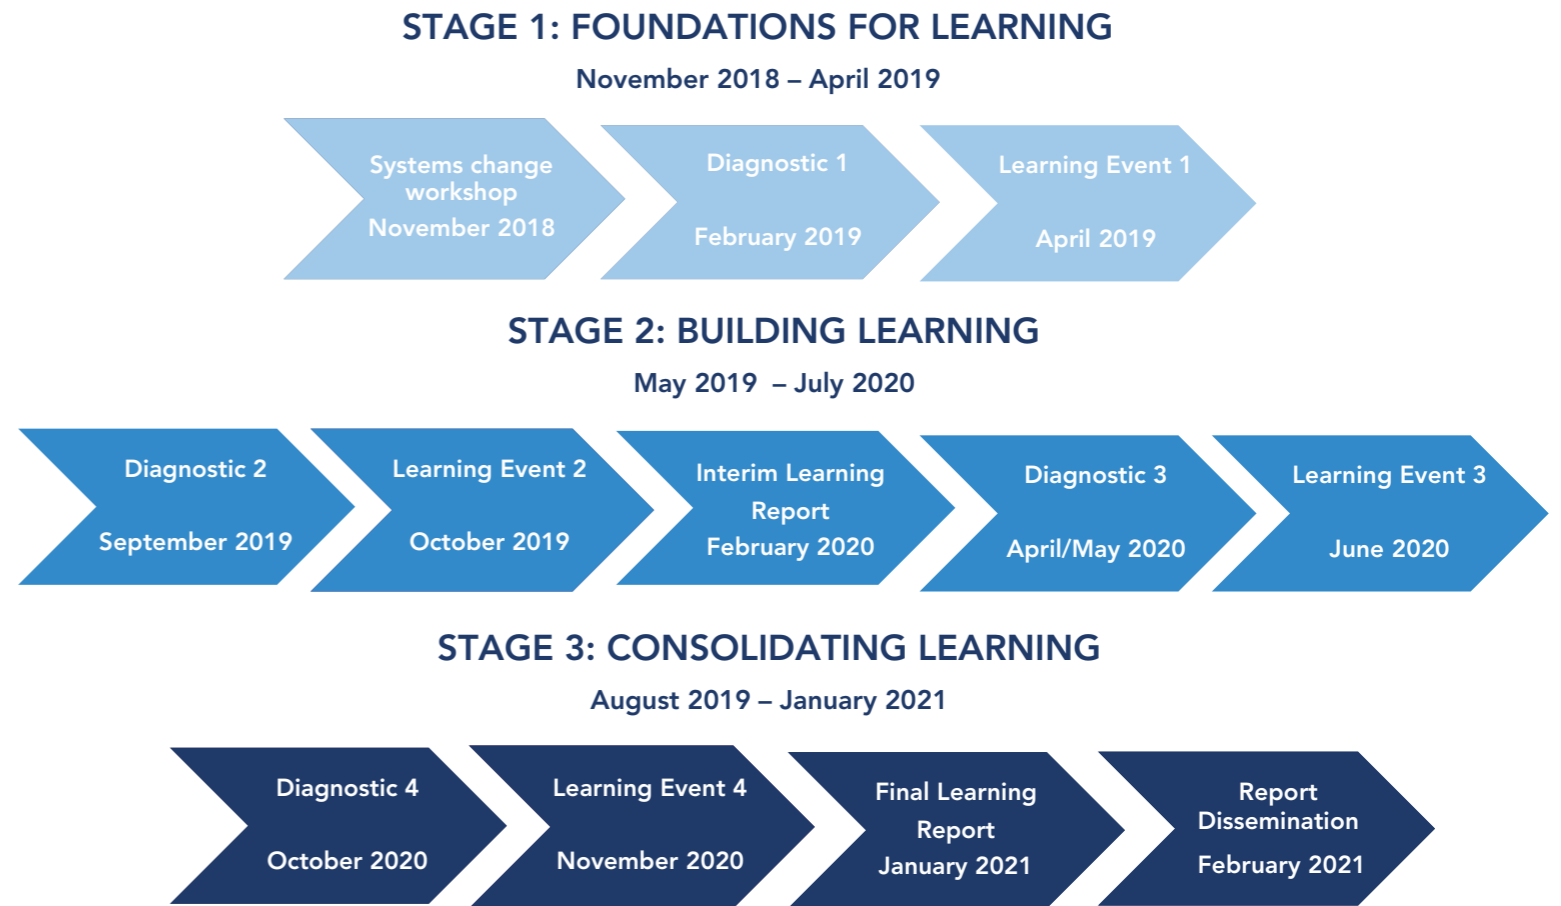 STAGE 1: FOUNDATIONS FOR LEARNING
November 2018 – April 2019
Systems change
workshop
November 2018
Diagnostic 1
February 2019
Learning Event 1
April 2019
STAGE 2: BUILDING LEARNING
May 2019 – July 2020
Diagnostic 2
September 2019
Learning Event 2
October 2019
Interim Learning
Report
February 2020
Diagnostic 3
April/May 2020
Learning Event 3
June 2020
STAGE 3: CONSOLIDATING LEARNING
August 2019 – January 2021
Diagnostic 4
October 2020
Learning Event 4
November 2020
Final Learning
Report
January 2021
Report
Dissemination
February 2021